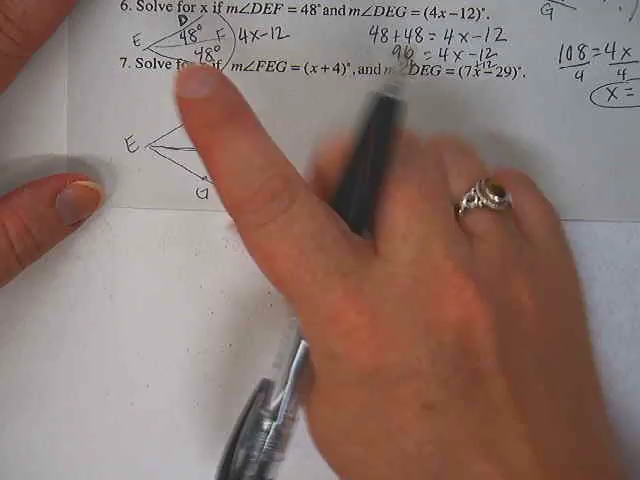 6. Solve for x if m∠DEF = 48° and m∠DEG = (4x−12)°.
G
D
E 48° F 4x−12
48°
48+48 = 4x−12
96 = 4x−12
+12
108 = 4x
4 4
x =
7. Solve for if m∠FEG = (x+4)°, and m∠DEG = (7x−29)°.
E
G